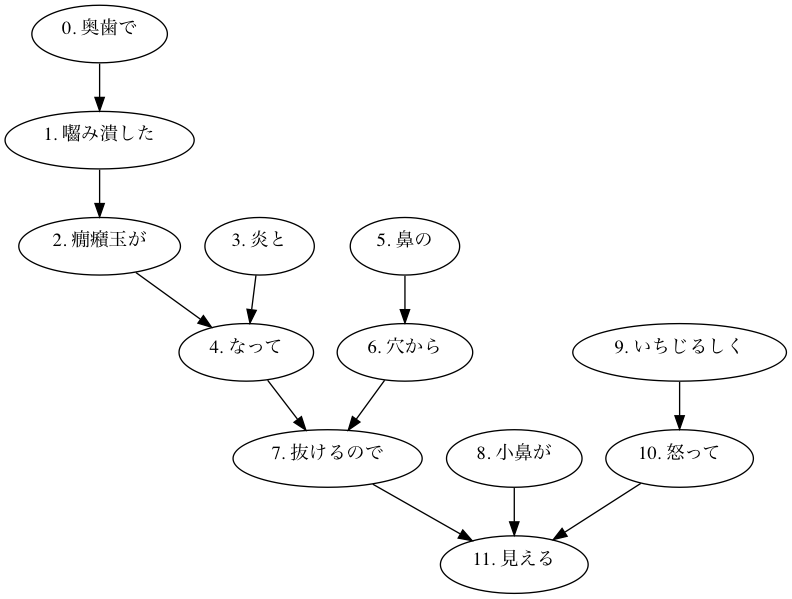 0. 奥歯で
1. 囓み潰した
2. 癇癪玉が
3. 炎と
5. 鼻の
4. なって
6. 穴から
9. いちじるしく
7. 抜けるので
8. 小鼻が
10. 怒って
11. 見える